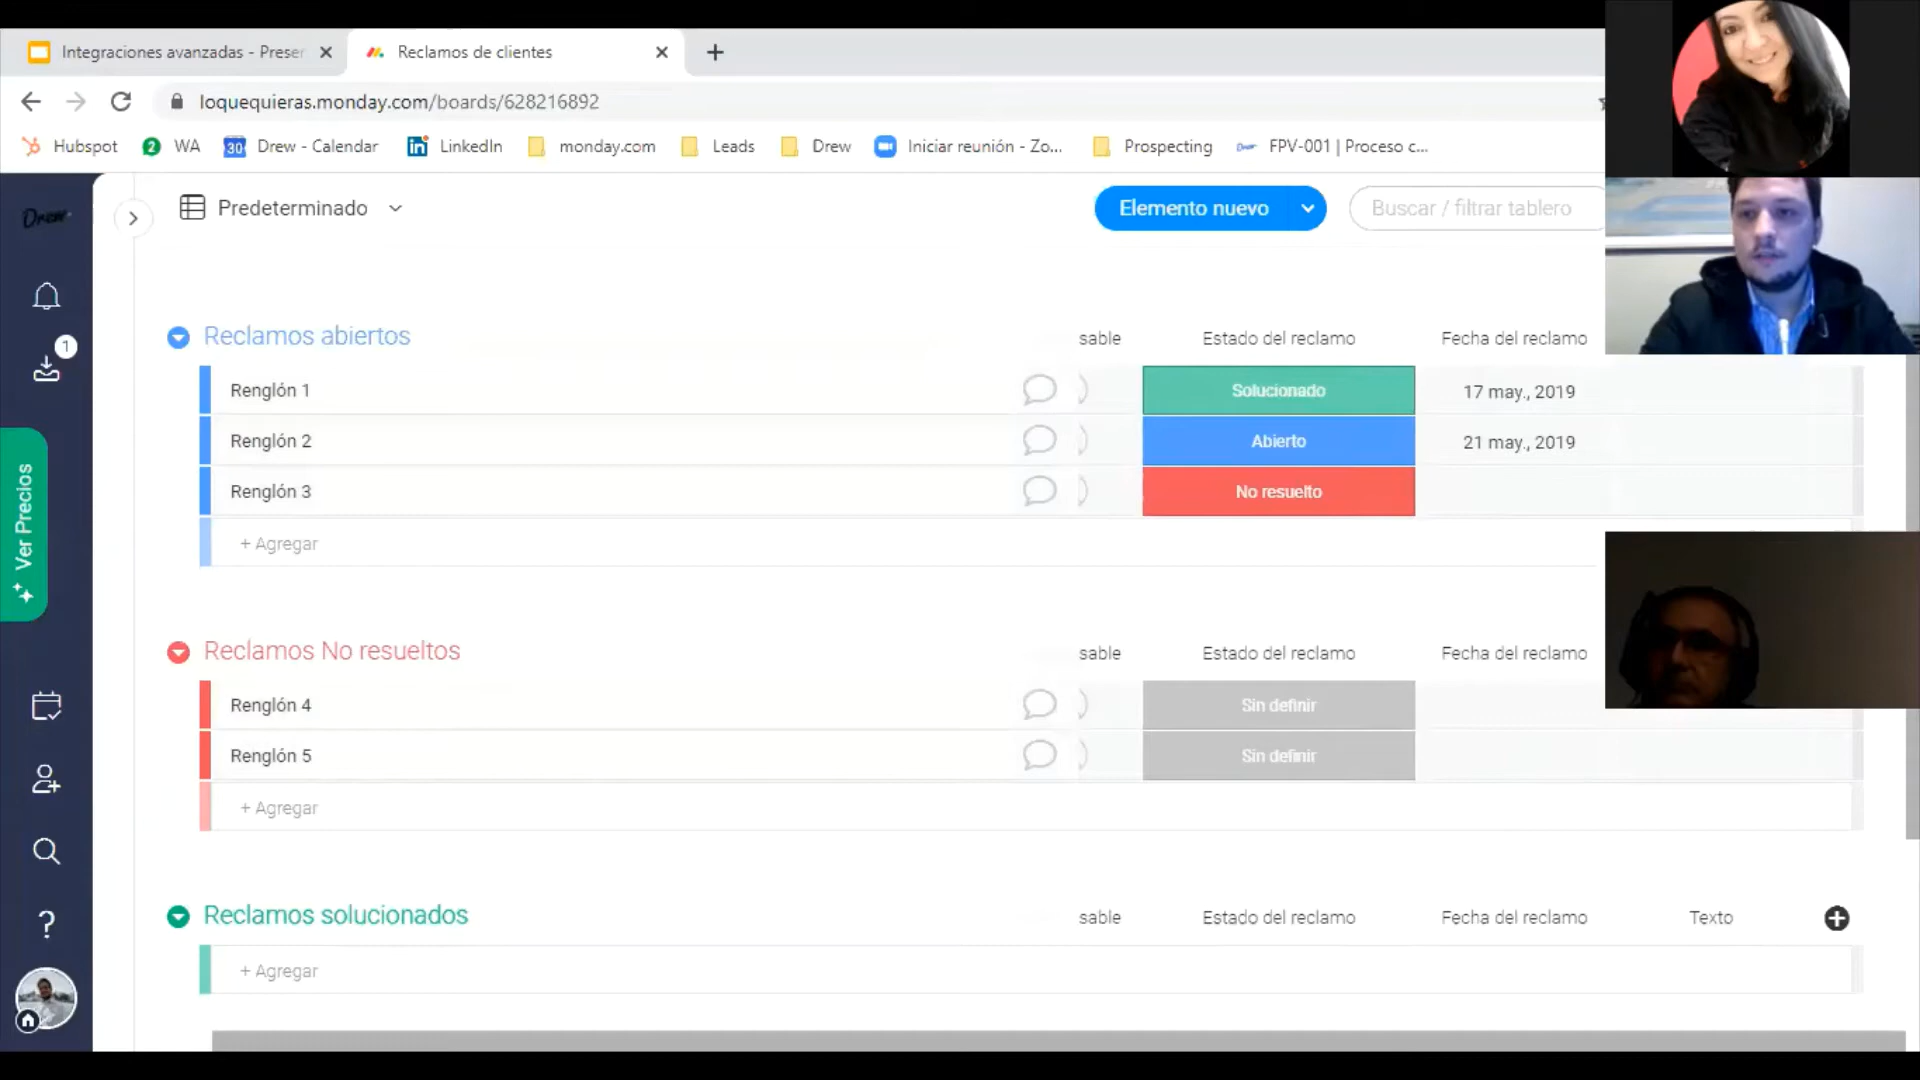 Integraciones avanzadas - Preser
Reclamos de clientes
loquequieras.monday.com/boards/628216892
Hubspot
2 WA
30 Drew - Calendar
LinkedIn
monday.com
Leads
Drew
Iniciar reunión - Zo...
Prospecting
FPV-001 | Proceso c...
Drew
Predeterminado
Elemento nuevo
Buscar / filtrar tablero
1
Ver Precios
Reclamos abiertos
sable Estado del reclamo Fecha del reclamo
Renglón 1 Solucionado 17 may., 2019
Renglón 2 Abierto 21 may., 2019
Renglón 3 No resuelto
+ Agregar
Reclamos No resueltos
sable Estado del reclamo Fecha del reclamo
Renglón 4 Sin definir
Renglón 5 Sin definir
+ Agregar
Reclamos solucionados
sable Estado del reclamo Fecha del reclamo Texto
+ Agregar